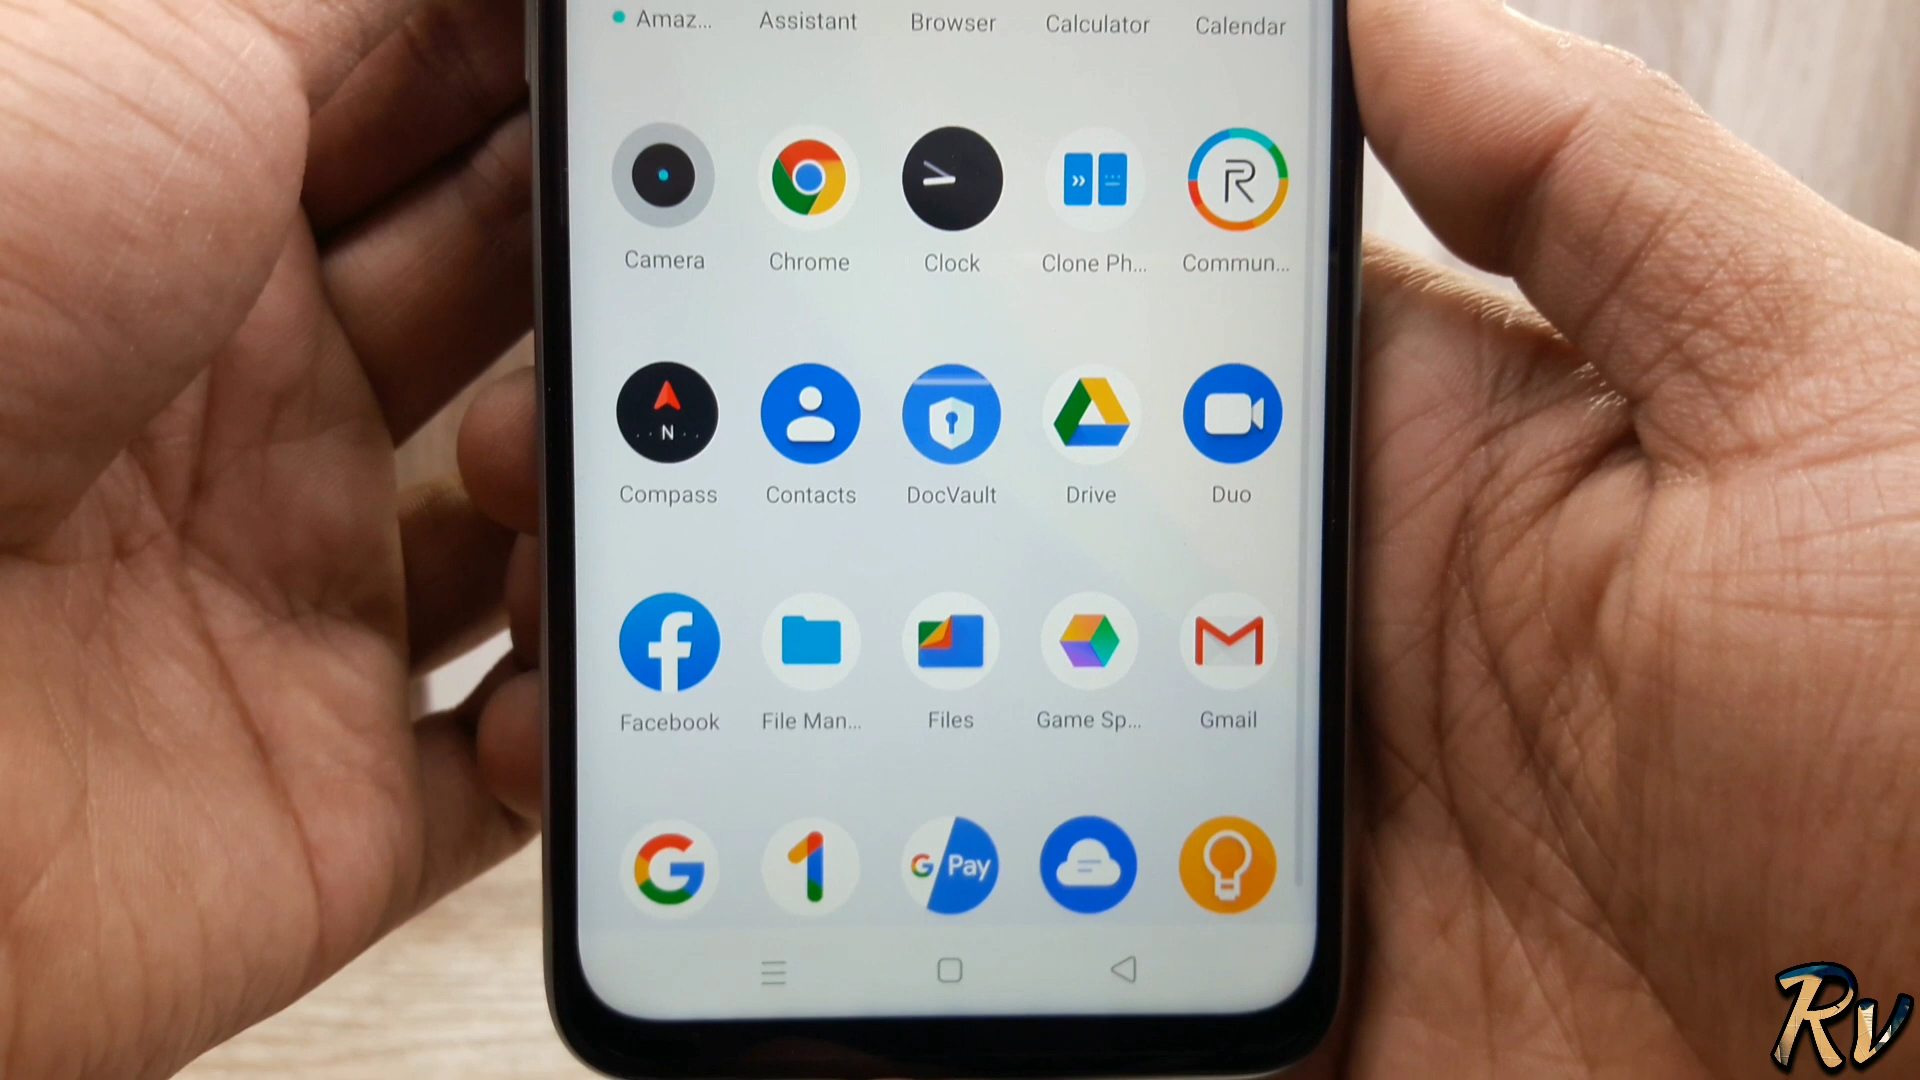 Amaz... Assistant Browser Calculator Calendar
R
Camera Chrome Clock Clone Ph... Commun...
N
Compass Contacts DocVault Drive Duo
f
Facebook File Man... Files Game Sp... Gmail
G 1 G Pay
Rv